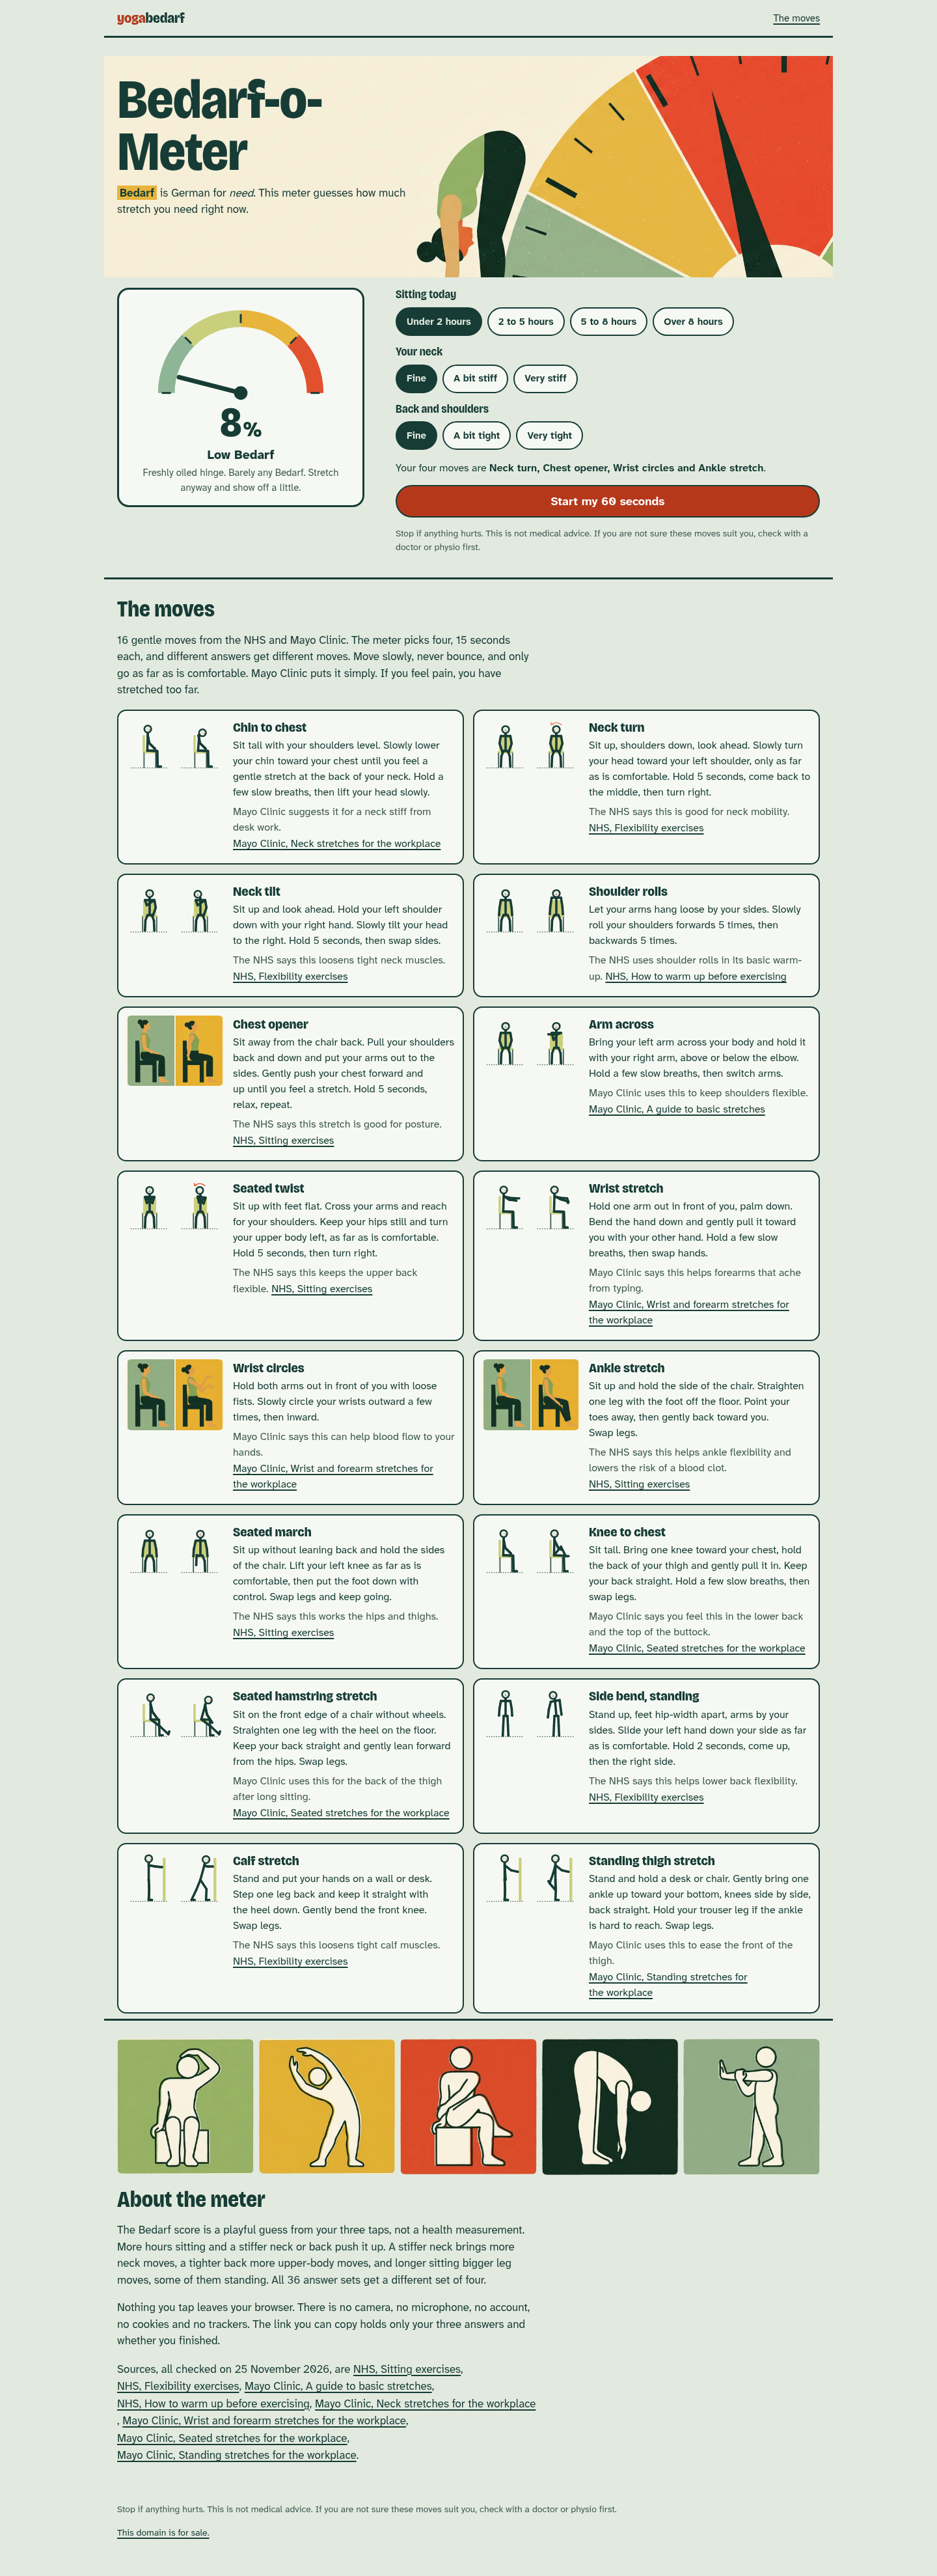 yogabedarf
The moves
Bedarf-o-
Meter
Bedarf is German for need. This meter guesses how much
stretch you need right now.
8%
Low Bedarf
Freshly oiled hinge. Barely any Bedarf. Stretch
anyway and show off a little.
Sitting today
Under 2 hours
2 to 5 hours
5 to 8 hours
Over 8 hours
Your neck
Fine
A bit stiff
Very stiff
Back and shoulders
Fine
A bit tight
Very tight
Your four moves are Neck turn, Chest opener, Wrist circles and Ankle stretch.
Start my 60 seconds
Stop if anything hurts. This is not medical advice. If you are not sure these moves suit you, check with a
doctor or physio first.
The moves
16 gentle moves from the NHS and Mayo Clinic. The meter picks four, 15 seconds
each, and different answers get different moves. Move slowly, never bounce, and only
go as far as is comfortable. Mayo Clinic puts it simply. If you feel pain, you have
stretched too far.
Chin to chest
Sit tall with your shoulders level. Slowly lower
your chin toward your chest until you feel a
gentle stretch at the back of your neck. Hold a
few slow breaths, then lift your head slowly.
Mayo Clinic suggests it for a neck stiff from
desk work.
Mayo Clinic, Neck stretches for the workplace
Neck turn
Sit up, shoulders down, look ahead. Slowly turn
your head toward your left shoulder, only as far
as is comfortable. Hold 5 seconds, come back to
the middle, then turn right.
The NHS says this is good for neck mobility.
NHS, Flexibility exercises
Neck tilt
Sit up and look ahead. Hold your left shoulder
down with your right hand. Slowly tilt your head
to the right. Hold 5 seconds, then swap sides.
The NHS says this loosens tight neck muscles.
NHS, Flexibility exercises
Shoulder rolls
Let your arms hang loose by your sides. Slowly
roll your shoulders forwards 5 times, then
backwards 5 times.
The NHS uses shoulder rolls in its basic warm-
up. NHS, How to warm up before exercising
Chest opener
Sit away from the chair back. Pull your shoulders
back and down and put your arms out to the
sides. Gently push your chest forward and
up until you feel a stretch. Hold 5 seconds,
relax, repeat.
The NHS says this stretch is good for posture.
NHS, Sitting exercises
Arm across
Bring your left arm across your body and hold it
with your right arm, above or below the elbow.
Hold a few slow breaths, then switch arms.
Mayo Clinic uses this to keep shoulders flexible.
Mayo Clinic, A guide to basic stretches
Seated twist
Sit up with feet flat. Cross your arms and reach
for your shoulders. Keep your hips still and turn
your upper body left, as far as is comfortable.
Hold 5 seconds, then turn right.
The NHS says this keeps the upper back
flexible. NHS, Sitting exercises
Wrist stretch
Hold one arm out in front of you, palm down.
Bend the hand down and gently pull it toward
you with your other hand. Hold a few slow
breaths, then swap hands.
Mayo Clinic says this helps forearms that ache
from typing.
Mayo Clinic, Wrist and forearm stretches for
the workplace
Wrist circles
Hold both arms out in front of you with loose
fists. Slowly circle your wrists outward a few
times, then inward.
Mayo Clinic says this can help blood flow to your
hands.
Mayo Clinic, Wrist and forearm stretches for
the workplace
Ankle stretch
Sit up and hold the side of the chair. Straighten
one leg with the foot off the floor. Point your
toes away, then gently back toward you.
Swap legs.
The NHS says this helps ankle flexibility and
lowers the risk of a blood clot.
NHS, Sitting exercises
Seated march
Sit up without leaning back and hold the sides
of the chair. Lift your left knee as far as is
comfortable, then put the foot down with
control. Swap legs and keep going.
The NHS says this works the hips and thighs.
NHS, Sitting exercises
Knee to chest
Sit tall. Bring one knee toward your chest, hold
the back of your thigh and gently pull it in. Keep
your back straight. Hold a few slow breaths, then
swap legs.
Mayo Clinic says you feel this in the lower back
and the top of the buttock.
Mayo Clinic, Seated stretches for the workplace
Seated hamstring stretch
Sit on the front edge of a chair without wheels.
Straighten one leg with the heel on the floor.
Keep your back straight and gently lean forward
from the hips. Swap legs.
Mayo Clinic uses this for the back of the thigh
after long sitting.
Mayo Clinic, Seated stretches for the workplace
Side bend, standing
Stand up, feet hip-width apart, arms by your
sides. Slide your left hand down your side as far
as is comfortable. Hold 2 seconds, come up,
then the right side.
The NHS says this helps lower back flexibility.
NHS, Flexibility exercises
Calf stretch
Stand and put your hands on a wall or desk.
Step one leg back and keep it straight with
the heel down. Gently bend the front knee.
Swap legs.
The NHS says this loosens tight calf muscles.
NHS, Flexibility exercises
Standing thigh stretch
Stand and hold a desk or chair. Gently bring one
ankle up toward your bottom, knees side by side,
back straight. Hold your trouser leg if the ankle
is hard to reach. Swap legs.
Mayo Clinic uses this to ease the front of the
thigh.
Mayo Clinic, Standing stretches for
the workplace
About the meter
The Bedarf score is a playful guess from your three taps, not a health measurement.
More hours sitting and a stiffer neck or back push it up. A stiffer neck brings more
neck moves, a tighter back more upper-body moves, and longer sitting bigger leg
moves, some of them standing. All 36 answer sets get a different set of four.
Nothing you tap leaves your browser. There is no camera, no microphone, no account,
no cookies and no trackers. The link you can copy holds only your three answers and
whether you finished.
Sources, all checked on 25 November 2026, are NHS, Sitting exercises,
NHS, Flexibility exercises, Mayo Clinic, A guide to basic stretches,
NHS, How to warm up before exercising, Mayo Clinic, Neck stretches for the workplace
, Mayo Clinic, Wrist and forearm stretches for the workplace,
Mayo Clinic, Seated stretches for the workplace,
Mayo Clinic, Standing stretches for the workplace.
Stop if anything hurts. This is not medical advice. If you are not sure these moves suit you, check with a doctor or physio first.
This domain is for sale.